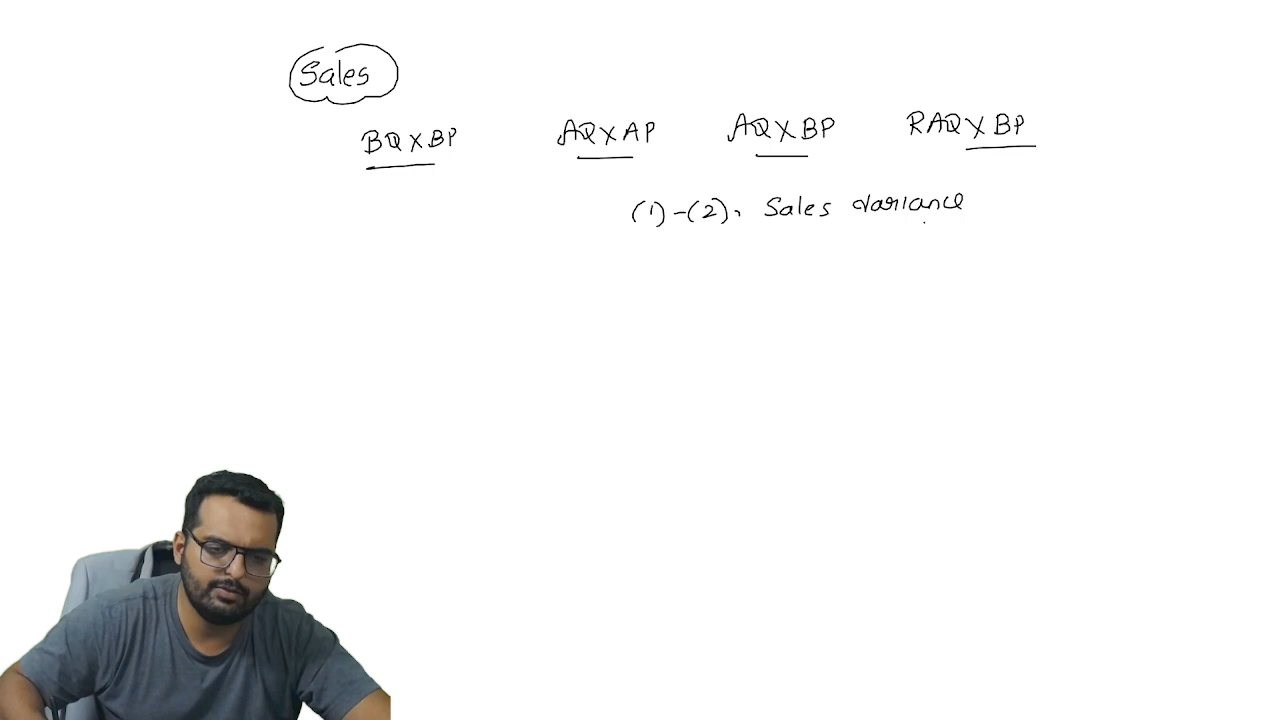 Sales
BQ X BP AQ X AP AQ X BP RAQ X BP
(1) - (2), Sales variance